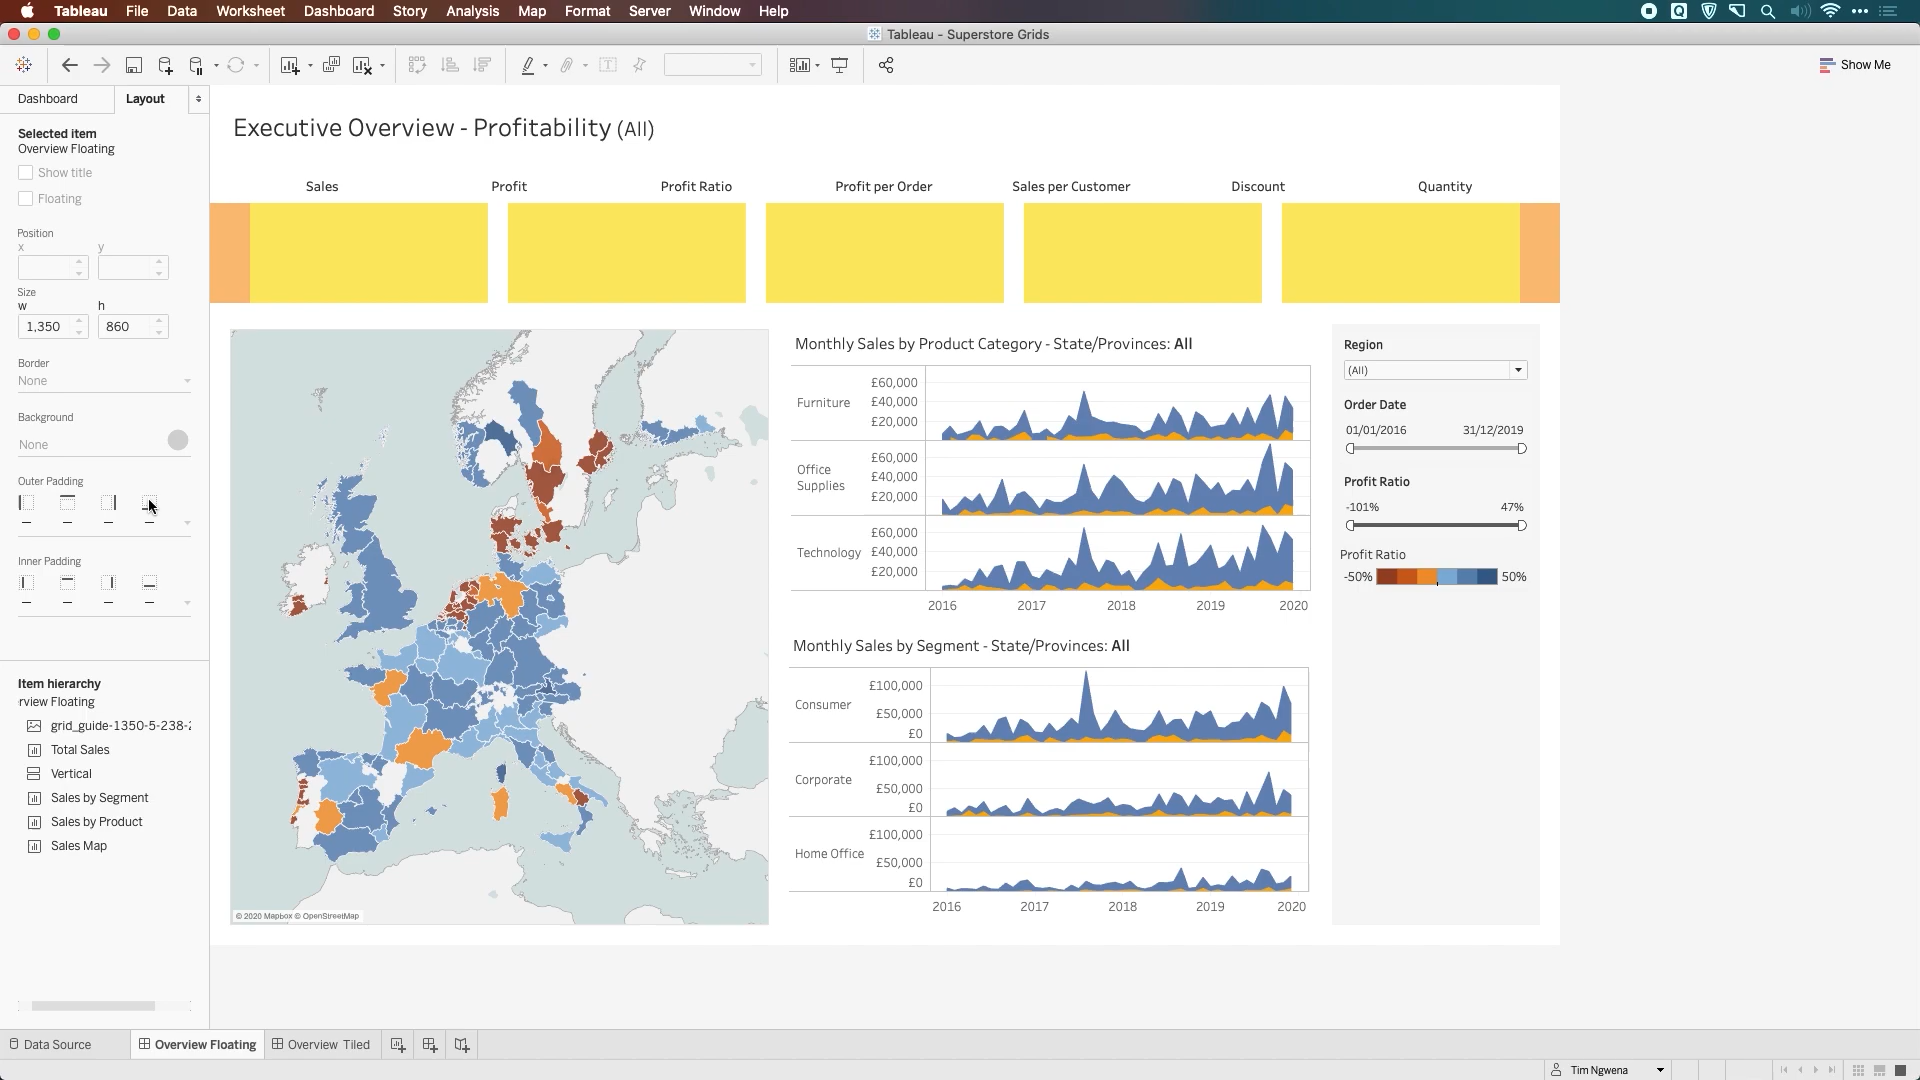 Tableau File Data Worksheet Dashboard Story Analysis Map Format Server Window Help
Tableau - Superstore Grids
Show Me
Dashboard Layout
Selected item
Overview Floating
Show title
Floating
Position
x y
Size
w h
1,350 860
Border
None
Background
None
Outer Padding
Inner Padding
Item hierarchy
rview Floating
grid_guide-1350-5-238-2
Total Sales
Vertical
Sales by Segment
Sales by Product
Sales Map
Executive Overview - Profitability (All)
Sales Profit Profit Ratio Profit per Order Sales per Customer Discount Quantity
© 2020 Mapbox © OpenStreetMap
Monthly Sales by Product Category - State/Provinces: All
Furniture
£60,000
£40,000
£20,000
Office
Supplies
£60,000
£40,000
£20,000
Technology
£60,000
£40,000
£20,000
2016 2017 2018 2019 2020
Monthly Sales by Segment - State/Provinces: All
Consumer
£100,000
£50,000
£0
Corporate
£100,000
£50,000
£0
Home Office
£100,000
£50,000
£0
2016 2017 2018 2019 2020
Region
(All)
Order Date
01/01/2016 31/12/2019
Profit Ratio
-101% 47%
Profit Ratio
-50% 50%
Data Source Overview Floating Overview Tiled
Tim Ngwena